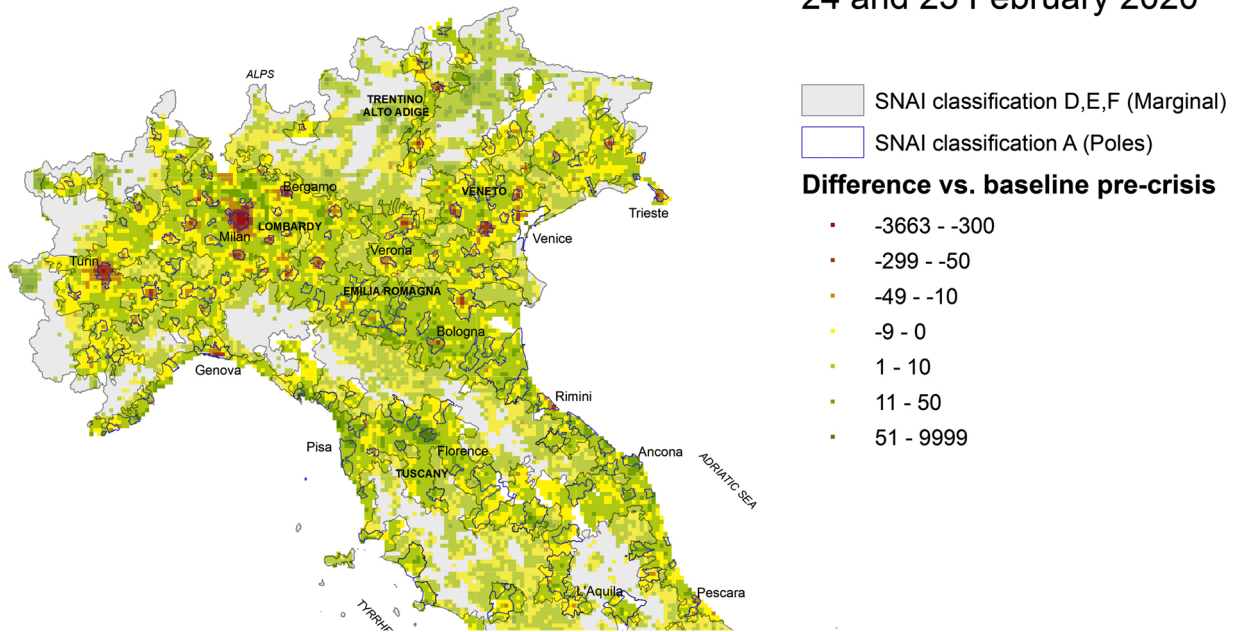 24 and 25 February 2020
SNAI classification D,E,F (Marginal)
SNAI classification A (Poles)
Difference vs. baseline pre-crisis
-3663 - -300
-299 - -50
-49 - -10
-9 - 0
1 - 10
11 - 50
51 - 9999
ALPS
TRENTINO
ALTO ADIGE
Bergamo
VENETO
Trieste
LOMBARDY
Milan
Venice
Verona
Turin
EMILIA ROMAGNA
Bologna
Genova
Rimini
Pisa
Florence
Ancona
TUSCANY
ADRIATIC SEA
L'Aquila
Pescara